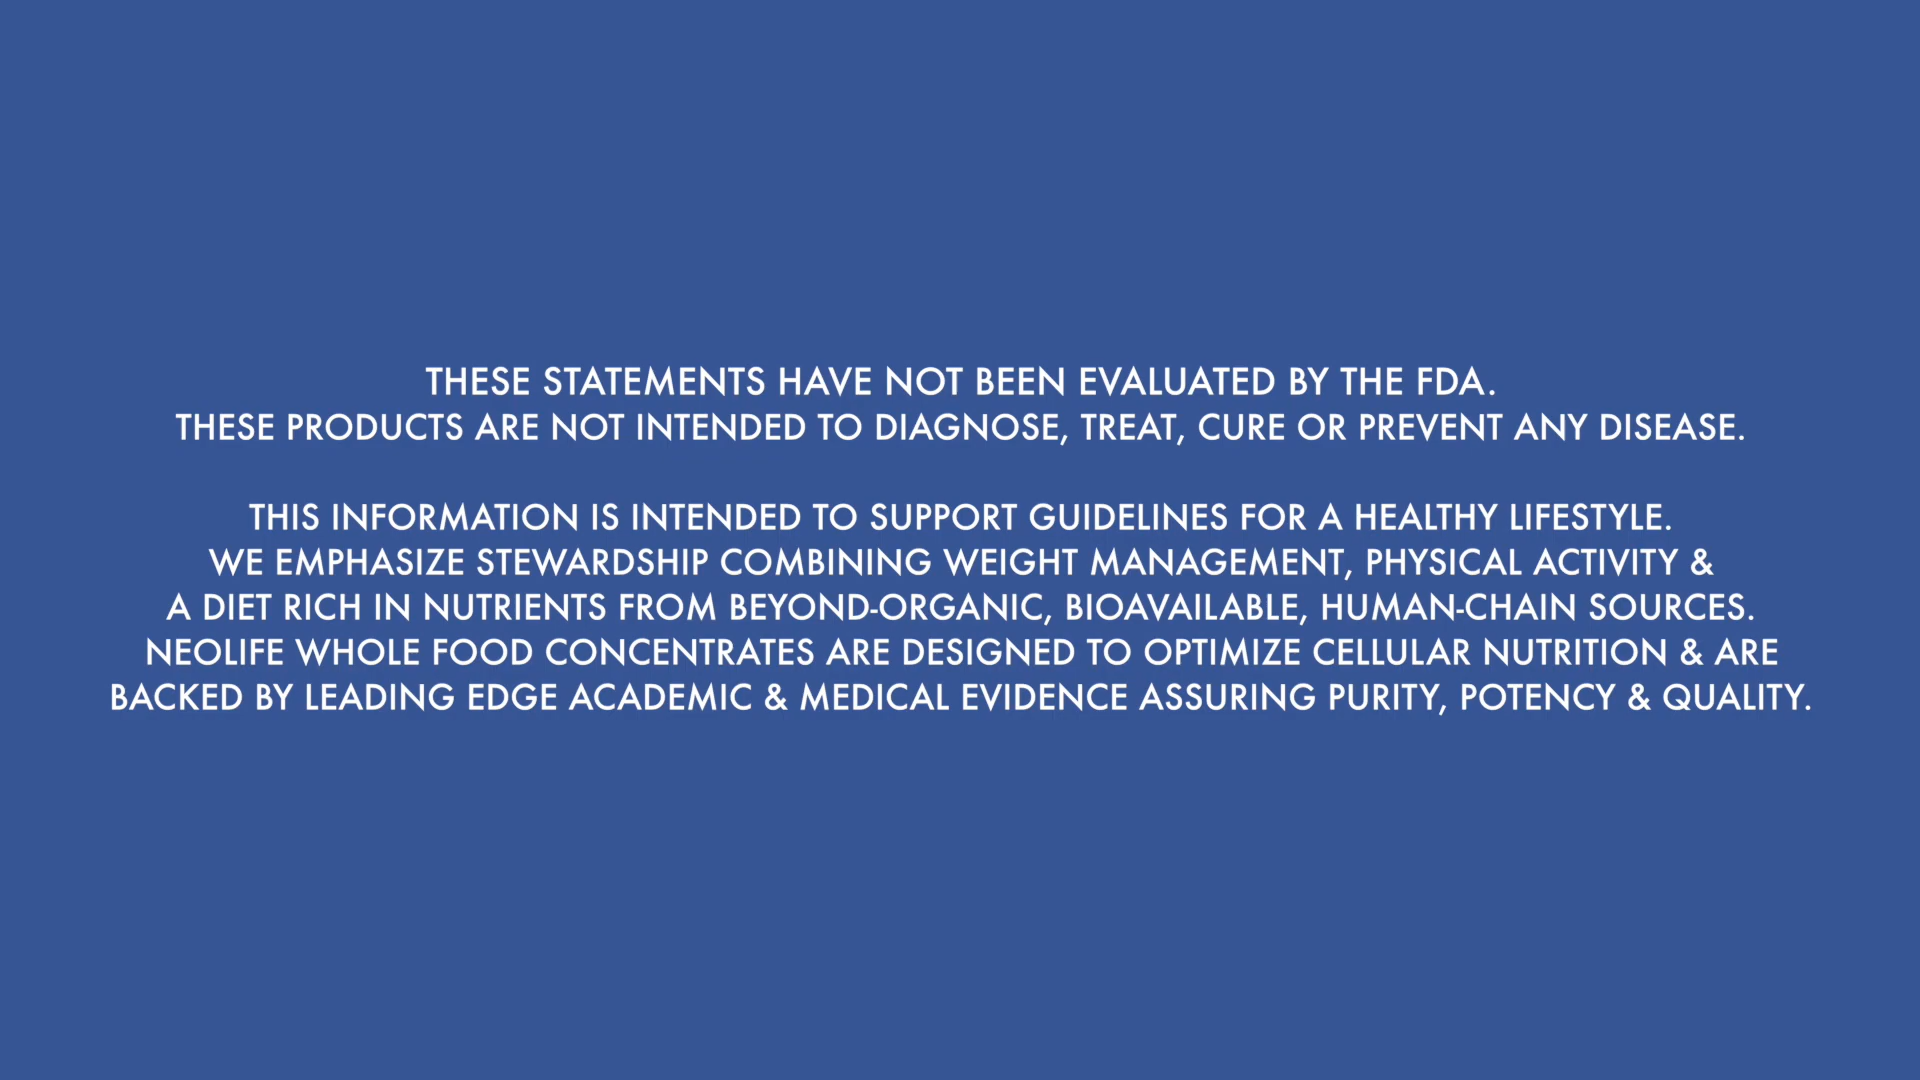 THESE STATEMENTS HAVE NOT BEEN EVALUATED BY THE FDA.
THESE PRODUCTS ARE NOT INTENDED TO DIAGNOSE, TREAT, CURE OR PREVENT ANY DISEASE.
THIS INFORMATION IS INTENDED TO SUPPORT GUIDELINES FOR A HEALTHY LIFESTYLE.
WE EMPHASIZE STEWARDSHIP COMBINING WEIGHT MANAGEMENT, PHYSICAL ACTIVITY &
A DIET RICH IN NUTRIENTS FROM BEYOND-ORGANIC, BIOAVAILABLE, HUMAN-CHAIN SOURCES.
NEOLIFE WHOLE FOOD CONCENTRATES ARE DESIGNED TO OPTIMIZE CELLULAR NUTRITION & ARE
BACKED BY LEADING EDGE ACADEMIC & MEDICAL EVIDENCE ASSURING PURITY, POTENCY & QUALITY.